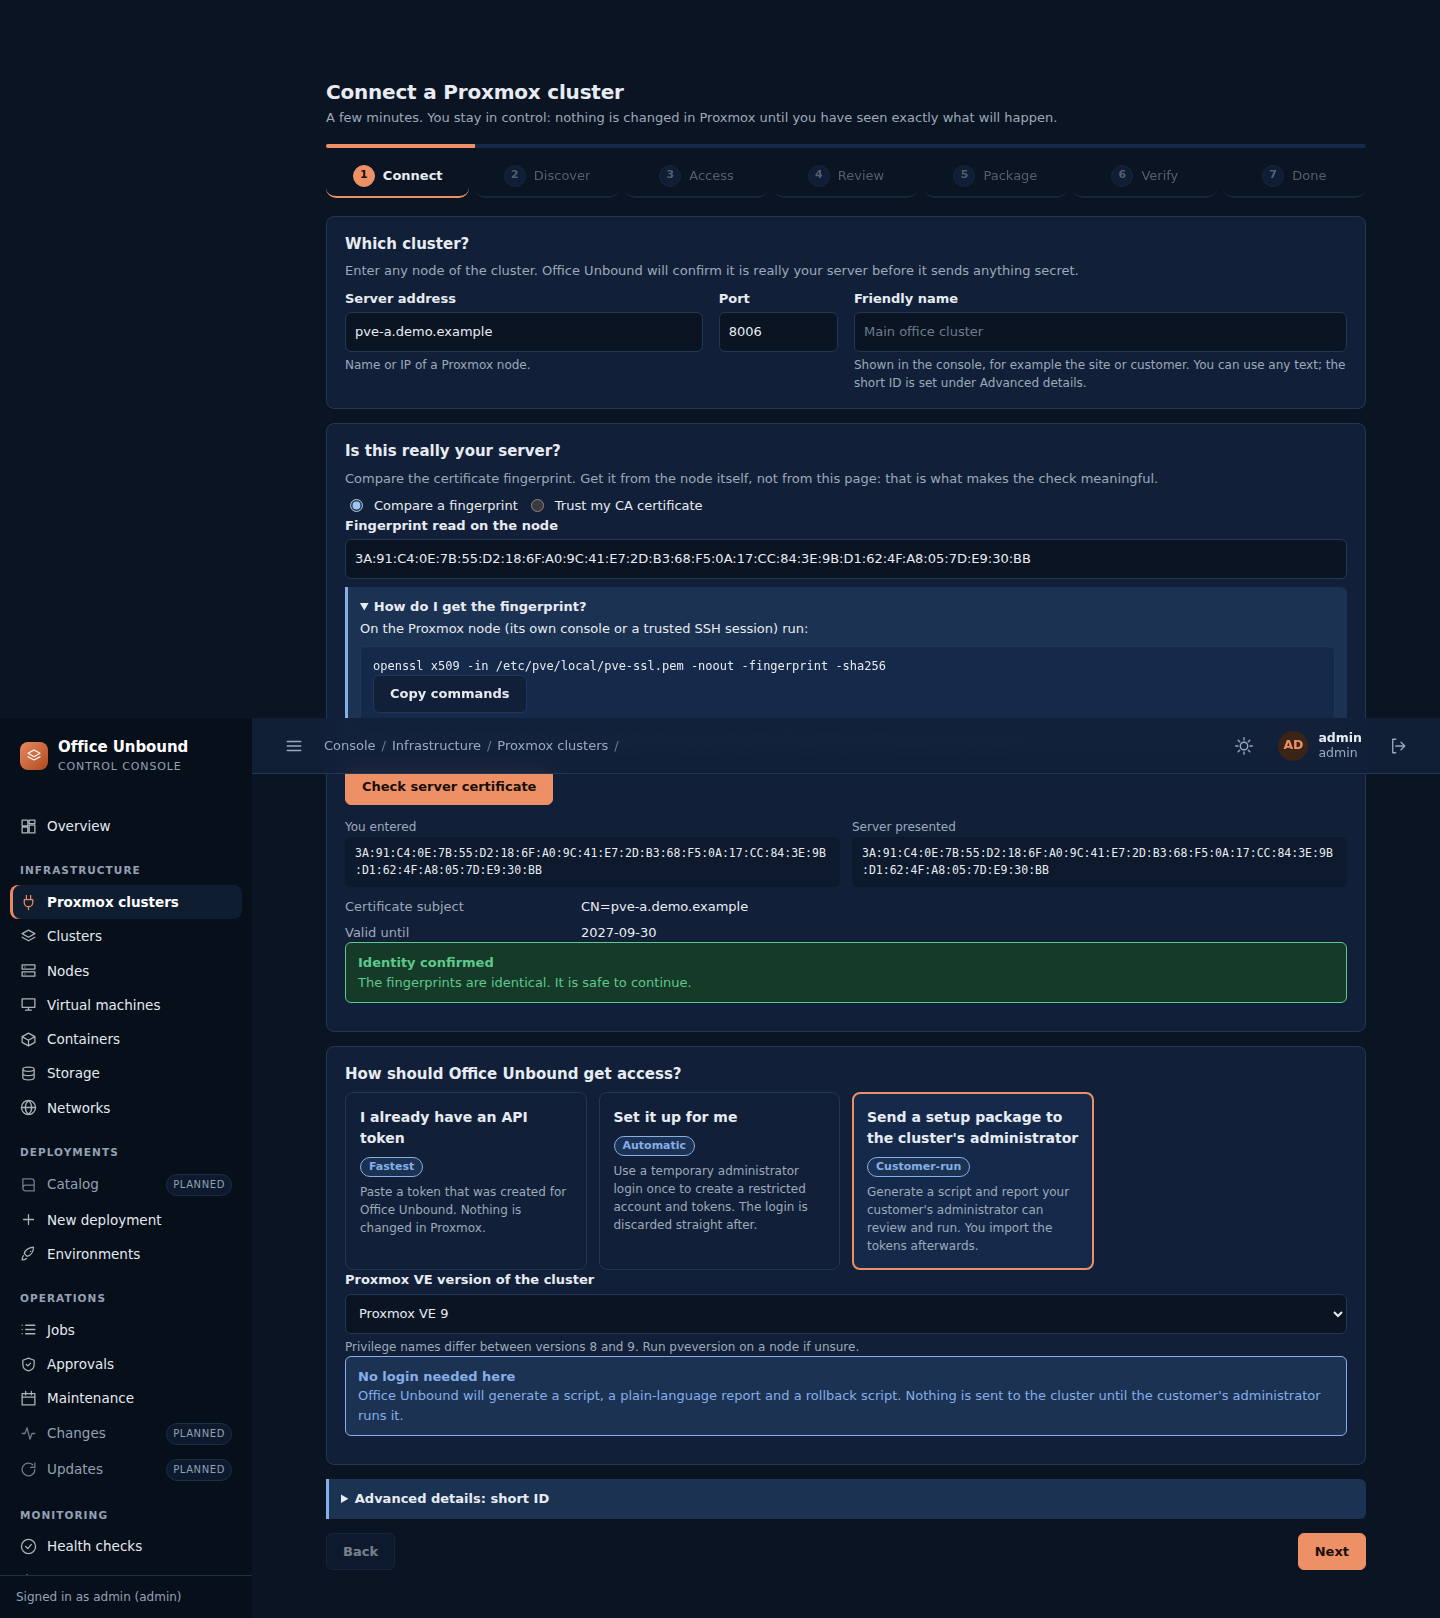 Connect a Proxmox cluster
A few minutes. You stay in control: nothing is changed in Proxmox until you have seen exactly what will happen.
1 Connect
2 Discover
3 Access
4 Review
5 Package
6 Verify
7 Done
Which cluster?
Enter any node of the cluster. Office Unbound will confirm it is really your server before it sends anything secret.
Server address
pve-a.demo.example
Name or IP of a Proxmox node.
Port
8006
Friendly name
Main office cluster
Shown in the console, for example the site or customer. You can use any text; the
short ID is set under Advanced details.
Is this really your server?
Compare the certificate fingerprint. Get it from the node itself, not from this page: that is what makes the check meaningful.
Compare a fingerprint
Trust my CA certificate
Fingerprint read on the node
3A:91:C4:0E:7B:55:D2:18:6F:A0:9C:41:E7:2D:B3:68:F5:0A:17:CC:84:3E:9B:D1:62:4F:A8:05:7D:E9:30:BB
How do I get the fingerprint?
On the Proxmox node (its own console or a trusted SSH session) run:
openssl x509 -in /etc/pve/local/pve-ssl.pem -noout -fingerprint -sha256
Copy commands
Office Unbound
CONTROL CONSOLE
Console / Infrastructure / Proxmox clusters /
AD
admin
admin
Overview
INFRASTRUCTURE
Proxmox clusters
Clusters
Nodes
Virtual machines
Containers
Storage
Networks
DEPLOYMENTS
Catalog PLANNED
New deployment
Environments
OPERATIONS
Jobs
Approvals
Maintenance
Changes PLANNED
Updates PLANNED
MONITORING
Health checks
Signed in as admin (admin)
Check server certificate
You entered
3A:91:C4:0E:7B:55:D2:18:6F:A0:9C:41:E7:2D:B3:68:F5:0A:17:CC:84:3E:9B
:D1:62:4F:A8:05:7D:E9:30:BB
Server presented
3A:91:C4:0E:7B:55:D2:18:6F:A0:9C:41:E7:2D:B3:68:F5:0A:17:CC:84:3E:9B
:D1:62:4F:A8:05:7D:E9:30:BB
Certificate subject CN=pve-a.demo.example
Valid until 2027-09-30
Identity confirmed
The fingerprints are identical. It is safe to continue.
How should Office Unbound get access?
I already have an API
token
Fastest
Paste a token that was created for
Office Unbound. Nothing is
changed in Proxmox.
Set it up for me
Automatic
Use a temporary administrator
login once to create a restricted
account and tokens. The login is
discarded straight after.
Send a setup package to
the cluster's administrator
Customer-run
Generate a script and report your
customer's administrator can
review and run. You import the
tokens afterwards.
Proxmox VE version of the cluster
Proxmox VE 9
Privilege names differ between versions 8 and 9. Run pveversion on a node if unsure.
No login needed here
Office Unbound will generate a script, a plain-language report and a rollback script. Nothing is sent to the cluster until the customer's administrator
runs it.
Advanced details: short ID
Back
Next